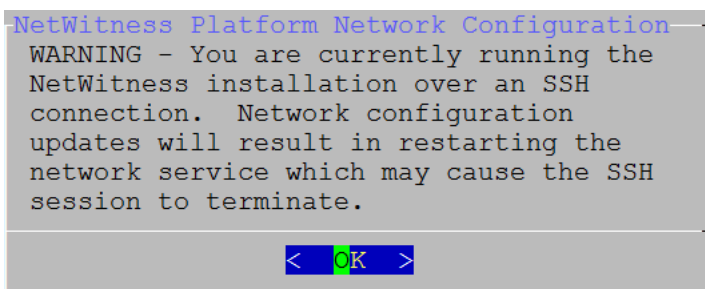 NetWitness Platform Network Configuration
WARNING – You are currently running the
NetWitness installation over an SSH
connection.  Network configuration
updates will result in restarting the
network service which may cause the SSH
session to terminate.
<  OK  >